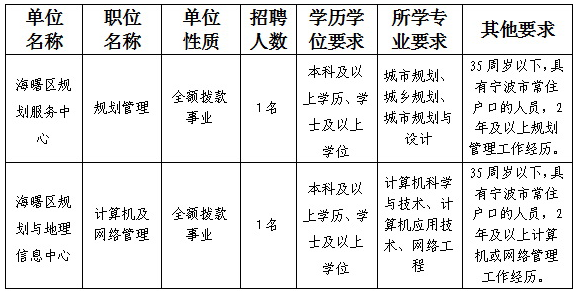 单位
名称
职位
名称
单位
性质
招聘
人数
学历学
位要求
所学专
业要求
其他要求
海曙区规
划服务中
心
规划管理
全额拨款
事业
1名
本科及以
上学历、学
士及以上
学位
城市规划、
城乡规划、
城市规划与
设计
35周岁以下,具
有宁波市常住
户口的人员,2
年及以上规划
管理工作经历。
海曙区规
划与地理
信息中心
计算机及
网络管理
全额拨款
事业
1名
本科及以
上学历、学
士及以上
学位
计算机科学
与技术、计
算机应用技
术、网络工
程
35周岁以下,具
有宁波市常住
户口的人员,2
年及以上计算
机或网络管理
工作经历。